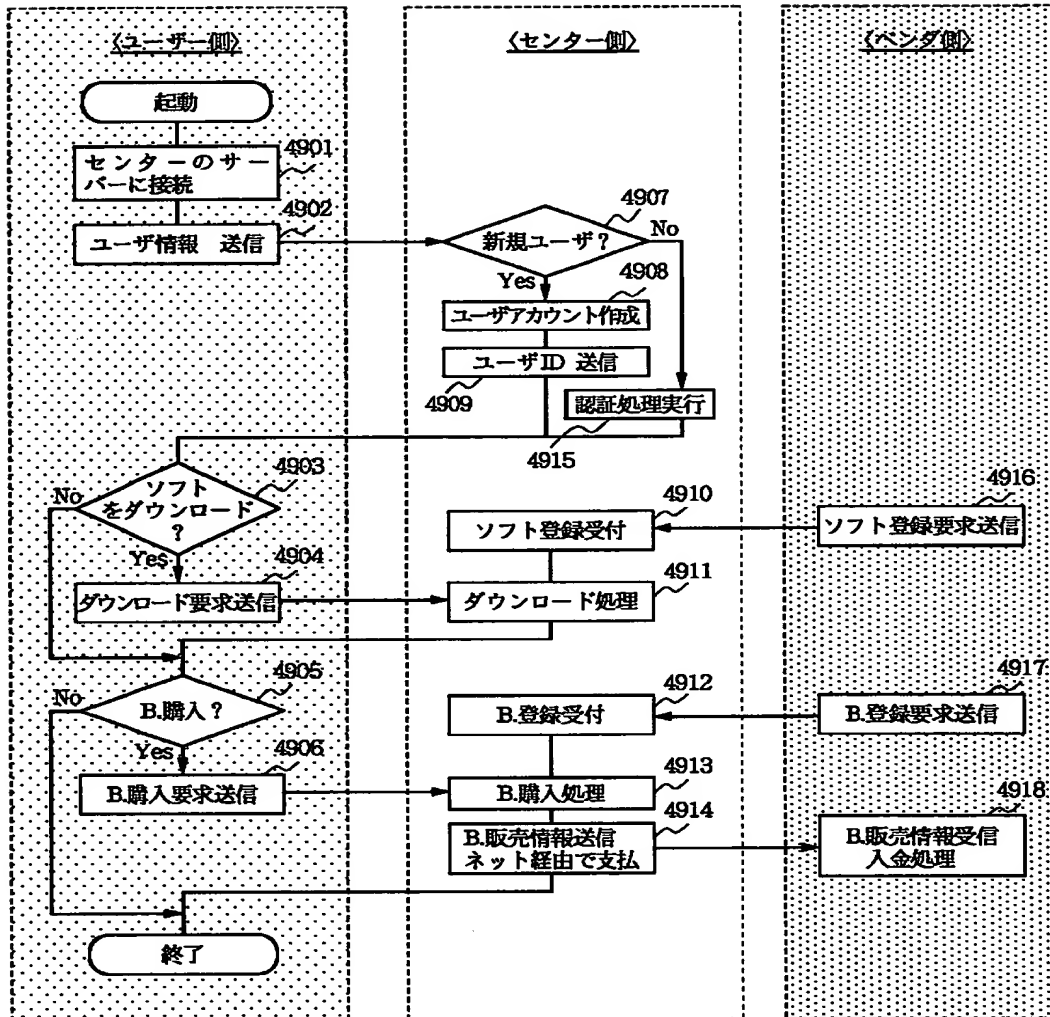 〈ユーザー側〉
〈センター側〉
〈ベンダ側〉
起動
4901
センターのサー
バーに接続
4902
ユーザ情報 送信
4907
新規ユーザ?
No
Yes
4908
ユーザアカウント作成
ユーザID 送信
4909
認証処理実行
4915
4903
No
ソフト
をダウンロード
?
Yes
4904
ダウンロード要求送信
4910
ソフト登録受付
4916
ソフト登録要求送信
4911
ダウンロード処理
4905
No
B.購入?
Yes
4906
B.購入要求送信
4912
B.登録受付
4917
B.登録要求送信
4913
B.購入処理
4914
B.販売情報送信
ネット経由で支払
4918
B.販売情報受信
入金処理
終了